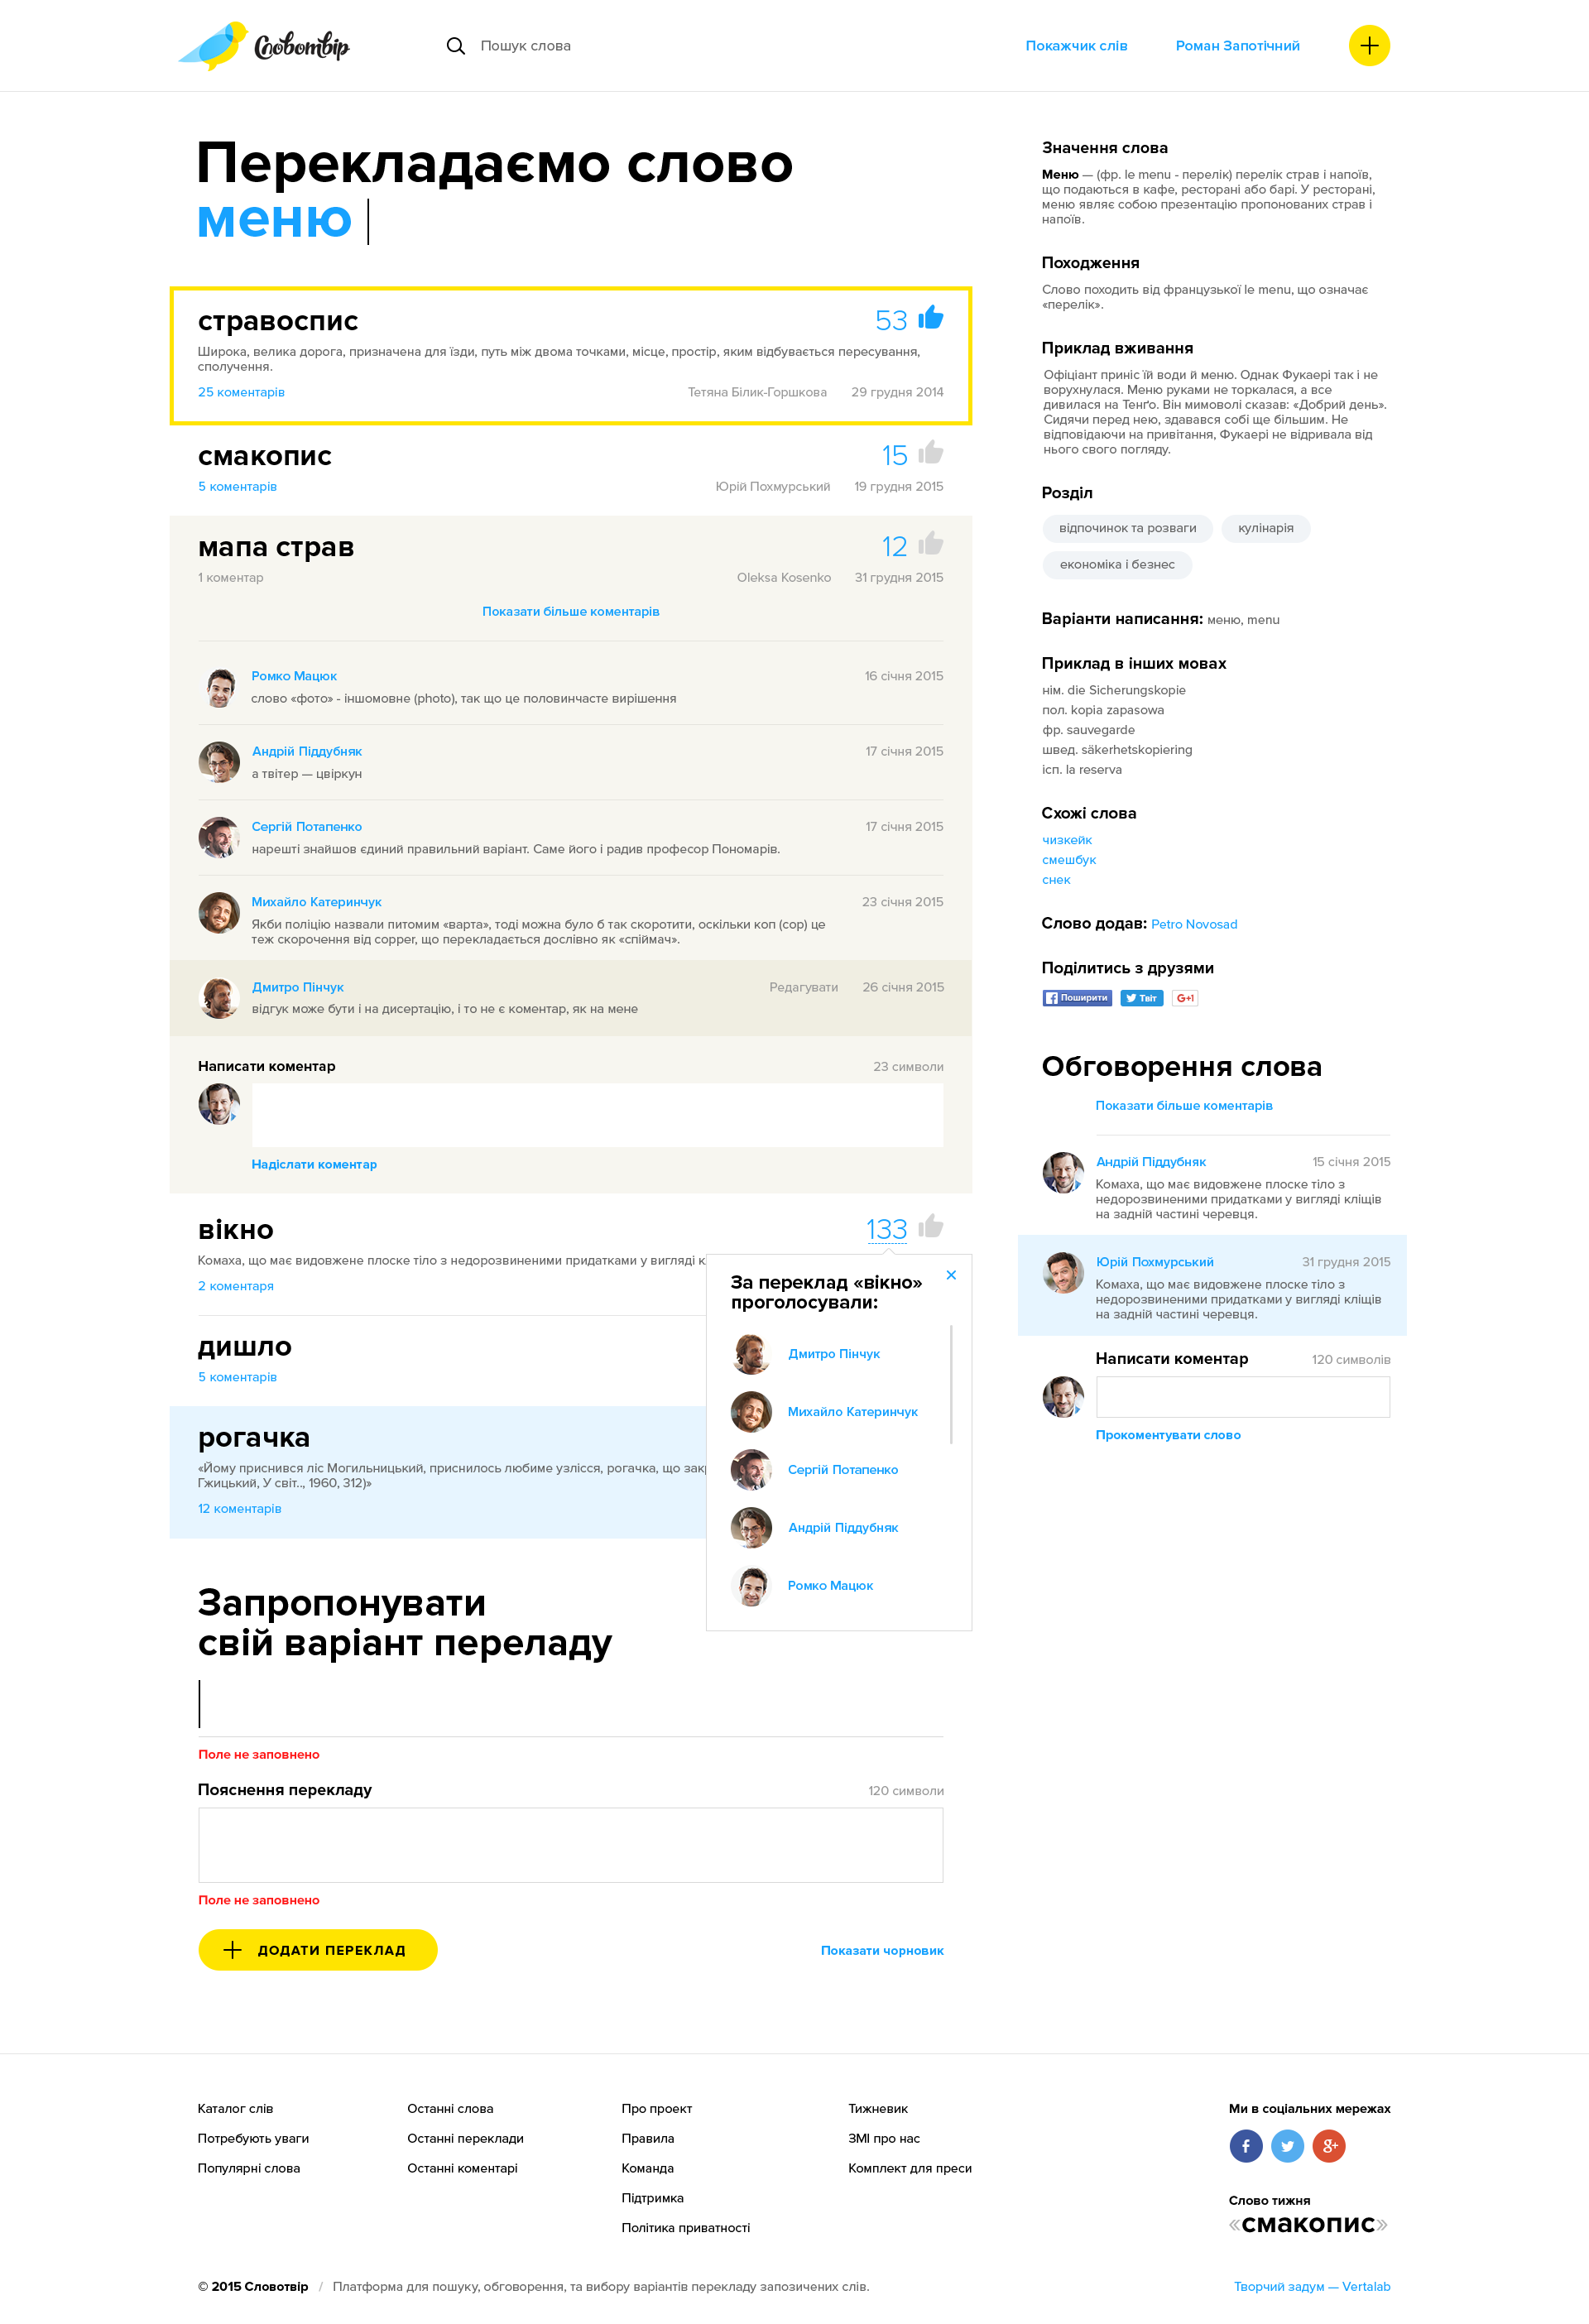 Словотвір
Пошук слова
Покажчик слів
Роман Запотічний
Перекладаємо слово
меню
стравоспис
53
Широка, велика дорога, призначена для їзди, путь між двома точками, місце, простір, яким відбувається пересування,
сполучення.
25 коментарів
Тетяна Білик-Горшкова 29 грудня 2014
смакопис
15
5 коментарів
Юрій Похмурський 19 грудня 2015
мапа страв
12
1 коментар
Oleksa Kosenko 31 грудня 2015
Показати більше коментарів
Ромко Мацюк 16 січня 2015
слово «фото» - іншомовне (photo), так що це половинчасте вирішення
Андрій Піддубняк 17 січня 2015
а твітер — цвіркун
Сергій Потапенко 17 січня 2015
нарешті знайшов єдиний правильний варіант. Саме його і радив професор Пономарів.
Михайло Катеринчук 23 січня 2015
Якби поліцію назвали питомим «варта», тоді можна було б так скоротити, оскільки коп (cop) це
теж скорочення від copper, що перекладається дослівно як «спіймач».
Дмитро Пінчук Редагувати 26 січня 2015
відгук може бути і на дисертацію, і то не є коментар, як на мене
Написати коментар 23 символи
Надіслати коментар
вікно
133
Комаха, що має видовжене плоске тіло з недорозвиненими придатками у вигляді к
2 коментаря
дишло
5 коментарів
рогачка
«Йому приснився ліс Могильницький, приснилось любиме узлісся, рогачка, що закр
Гжицький, У світ.., 1960, 312)»
12 коментарів
За переклад «вікно»
проголосували:
Дмитро Пінчук
Михайло Катеринчук
Сергій Потапенко
Андрій Піддубняк
Ромко Мацюк
Запропонувати
свій варіант переладу
Поле не заповнено
Пояснення перекладу 120 символи
Поле не заповнено
ДОДАТИ ПЕРЕКЛАД
Показати чорновик
Значення слова
Меню — (фр. le menu - перелік) перелік страв і напоїв,
що подаються в кафе, ресторані або барі. У ресторані,
меню являє собою презентацію пропонованих страв і
напоїв.
Походження
Слово походить від французької le menu, що означає
«перелік».
Приклад вживання
Офіціант приніс їй води й меню. Однак Фукаері так і не
ворухнулася. Меню руками не торкалася, а все
дивилася на Тенґо. Він мимоволі сказав: «Добрий день».
Сидячи перед нею, здавався собі ще більшим. Не
відповідаючи на привітання, Фукаері не відривала від
нього свого погляду.
Розділ
відпочинок та розваги
кулінарія
економіка і бізнес
Варіанти написання: меню, menu
Приклад в інших мовах
нім. die Sicherungskopie
пол. kopia zapasowa
фр. sauvegarde
швед. säkerhetskopiering
ісп. la reserva
Схожі слова
чизкейк
смешбук
снек
Слово додав: Petro Novosad
Поділитись з друзями
Поширити
Твіт
G+1
Обговорення слова
Показати більше коментарів
Андрій Піддубняк 15 січня 2015
Комаха, що має видовжене плоске тіло з
недорозвиненими придатками у вигляді кліщів
на задній частині черевця.
Юрій Похмурський 31 грудня 2015
Комаха, що має видовжене плоске тіло з
недорозвиненими придатками у вигляді кліщів
на задній частині черевця.
Написати коментар 120 символів
Прокоментувати слово
Каталог слів
Потребують уваги
Популярні слова
Останні слова
Останні переклади
Останні коментарі
Про проект
Правила
Команда
Підтримка
Політика приватності
Тижневик
ЗМІ про нас
Комплект для преси
Ми в соціальних мережах
f
g+
Слово тижня
«смакопис»
© 2015 Словотвір / Платформа для пошуку, обговорення, та вибору варіантів перекладу запозичених слів.
Творчий задум — Vertalab